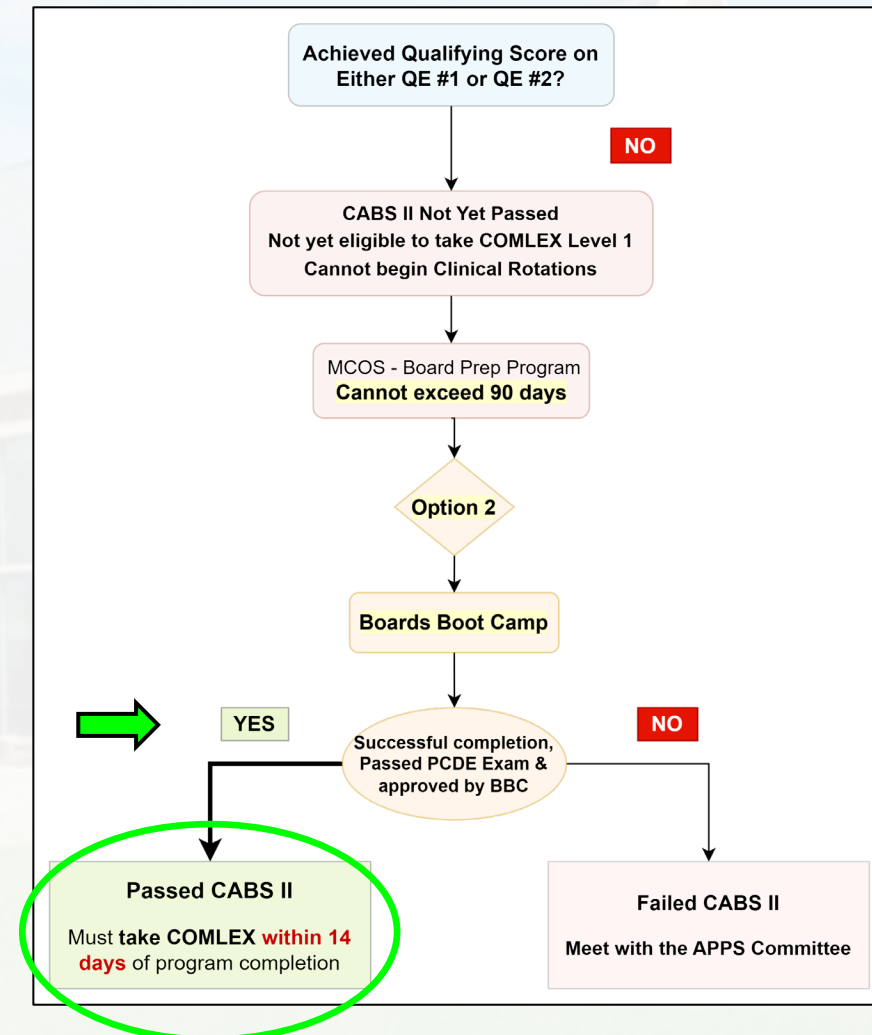 Achieved Qualifying Score on
Either QE #1 or QE #2?
NO
CABS II Not Yet Passed
Not yet eligible to take COMLEX Level 1
Cannot begin Clinical Rotations
MCOS - Board Prep Program
Cannot exceed 90 days
Option 2
Boards Boot Camp
YES
NO
Successful completion,
Passed PCDE Exam &
approved by BBC
Passed CABS II
Must take COMLEX within 14
days of program completion
Failed CABS II
Meet with the APPS Committee